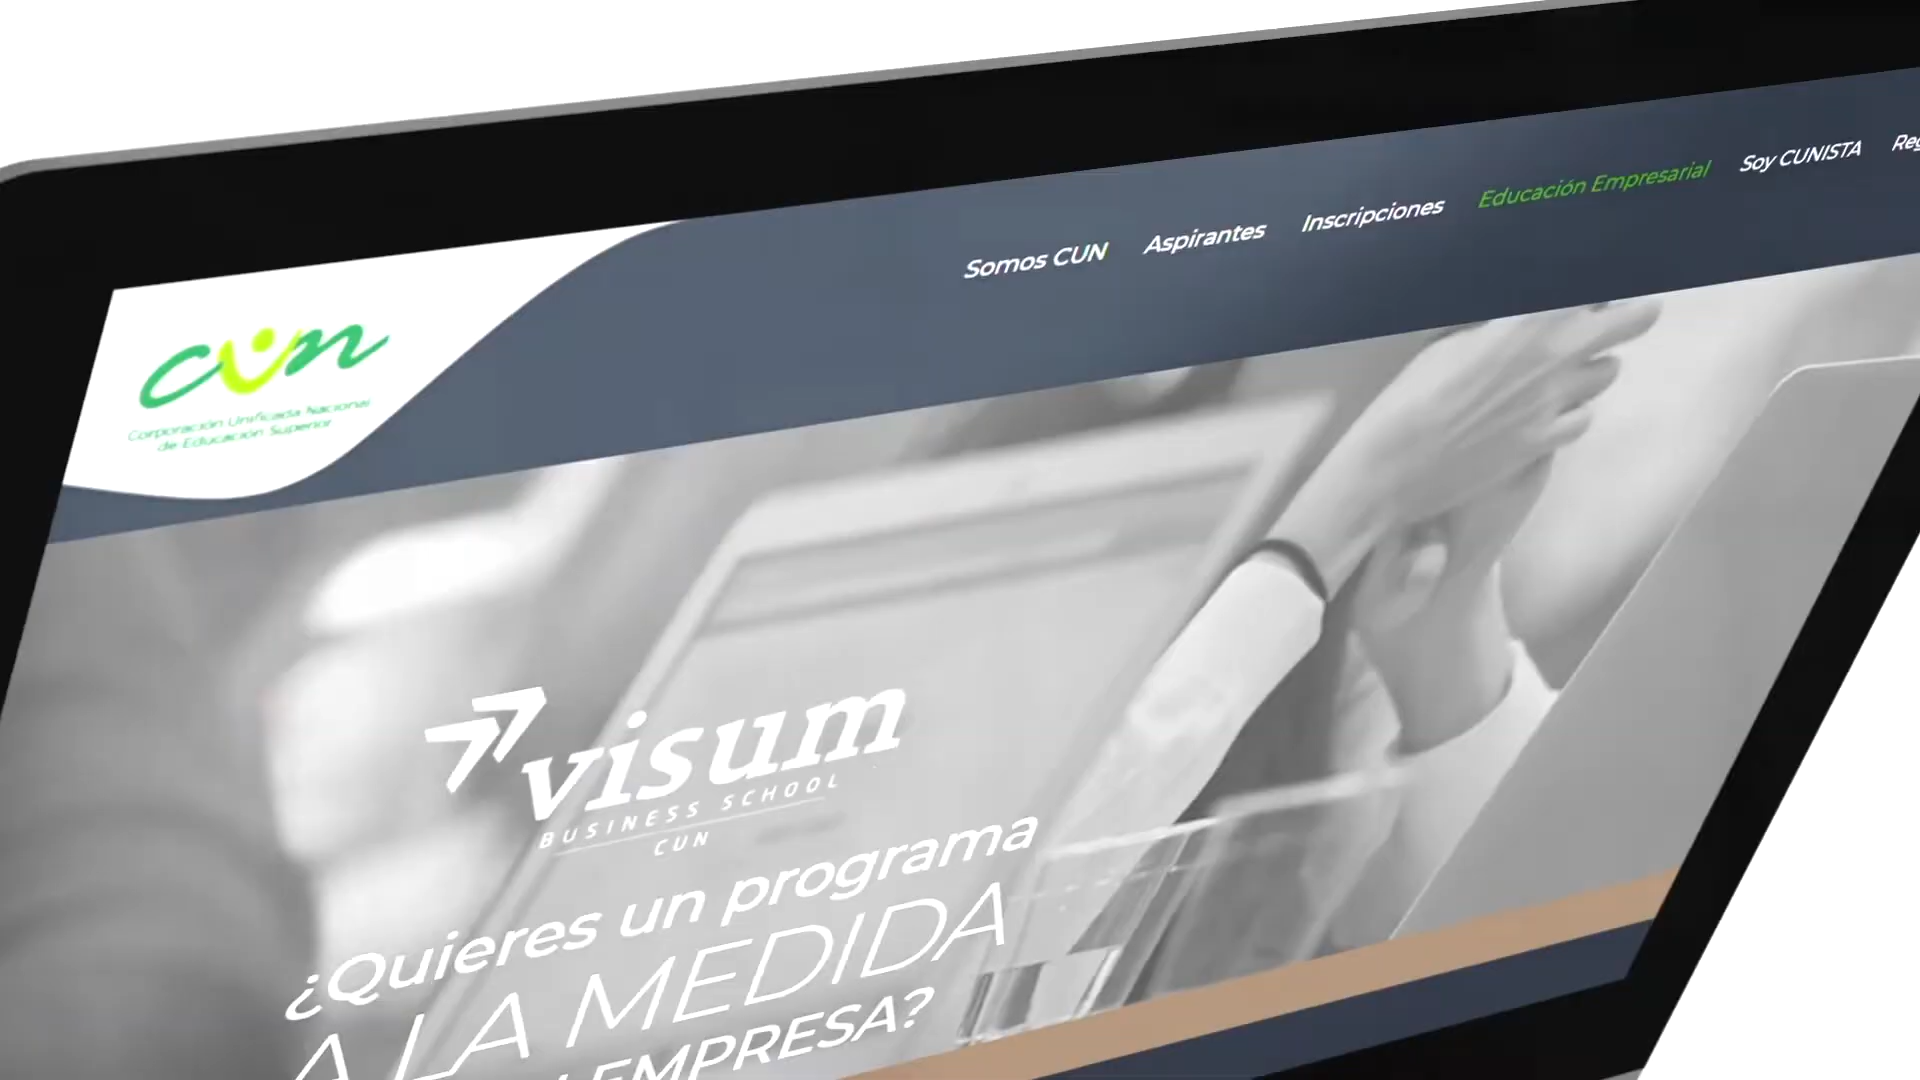 Somos CUN
Aspirantes
Inscripciones
Educación Empresarial
Soy CUNISTA
cun
Corporación Unificada Nacional
de Educación Superior
visum
BUSINESS SCHOOL
CUN
¿Quieres un programa
A LA MEDIDA
EMPRESA?